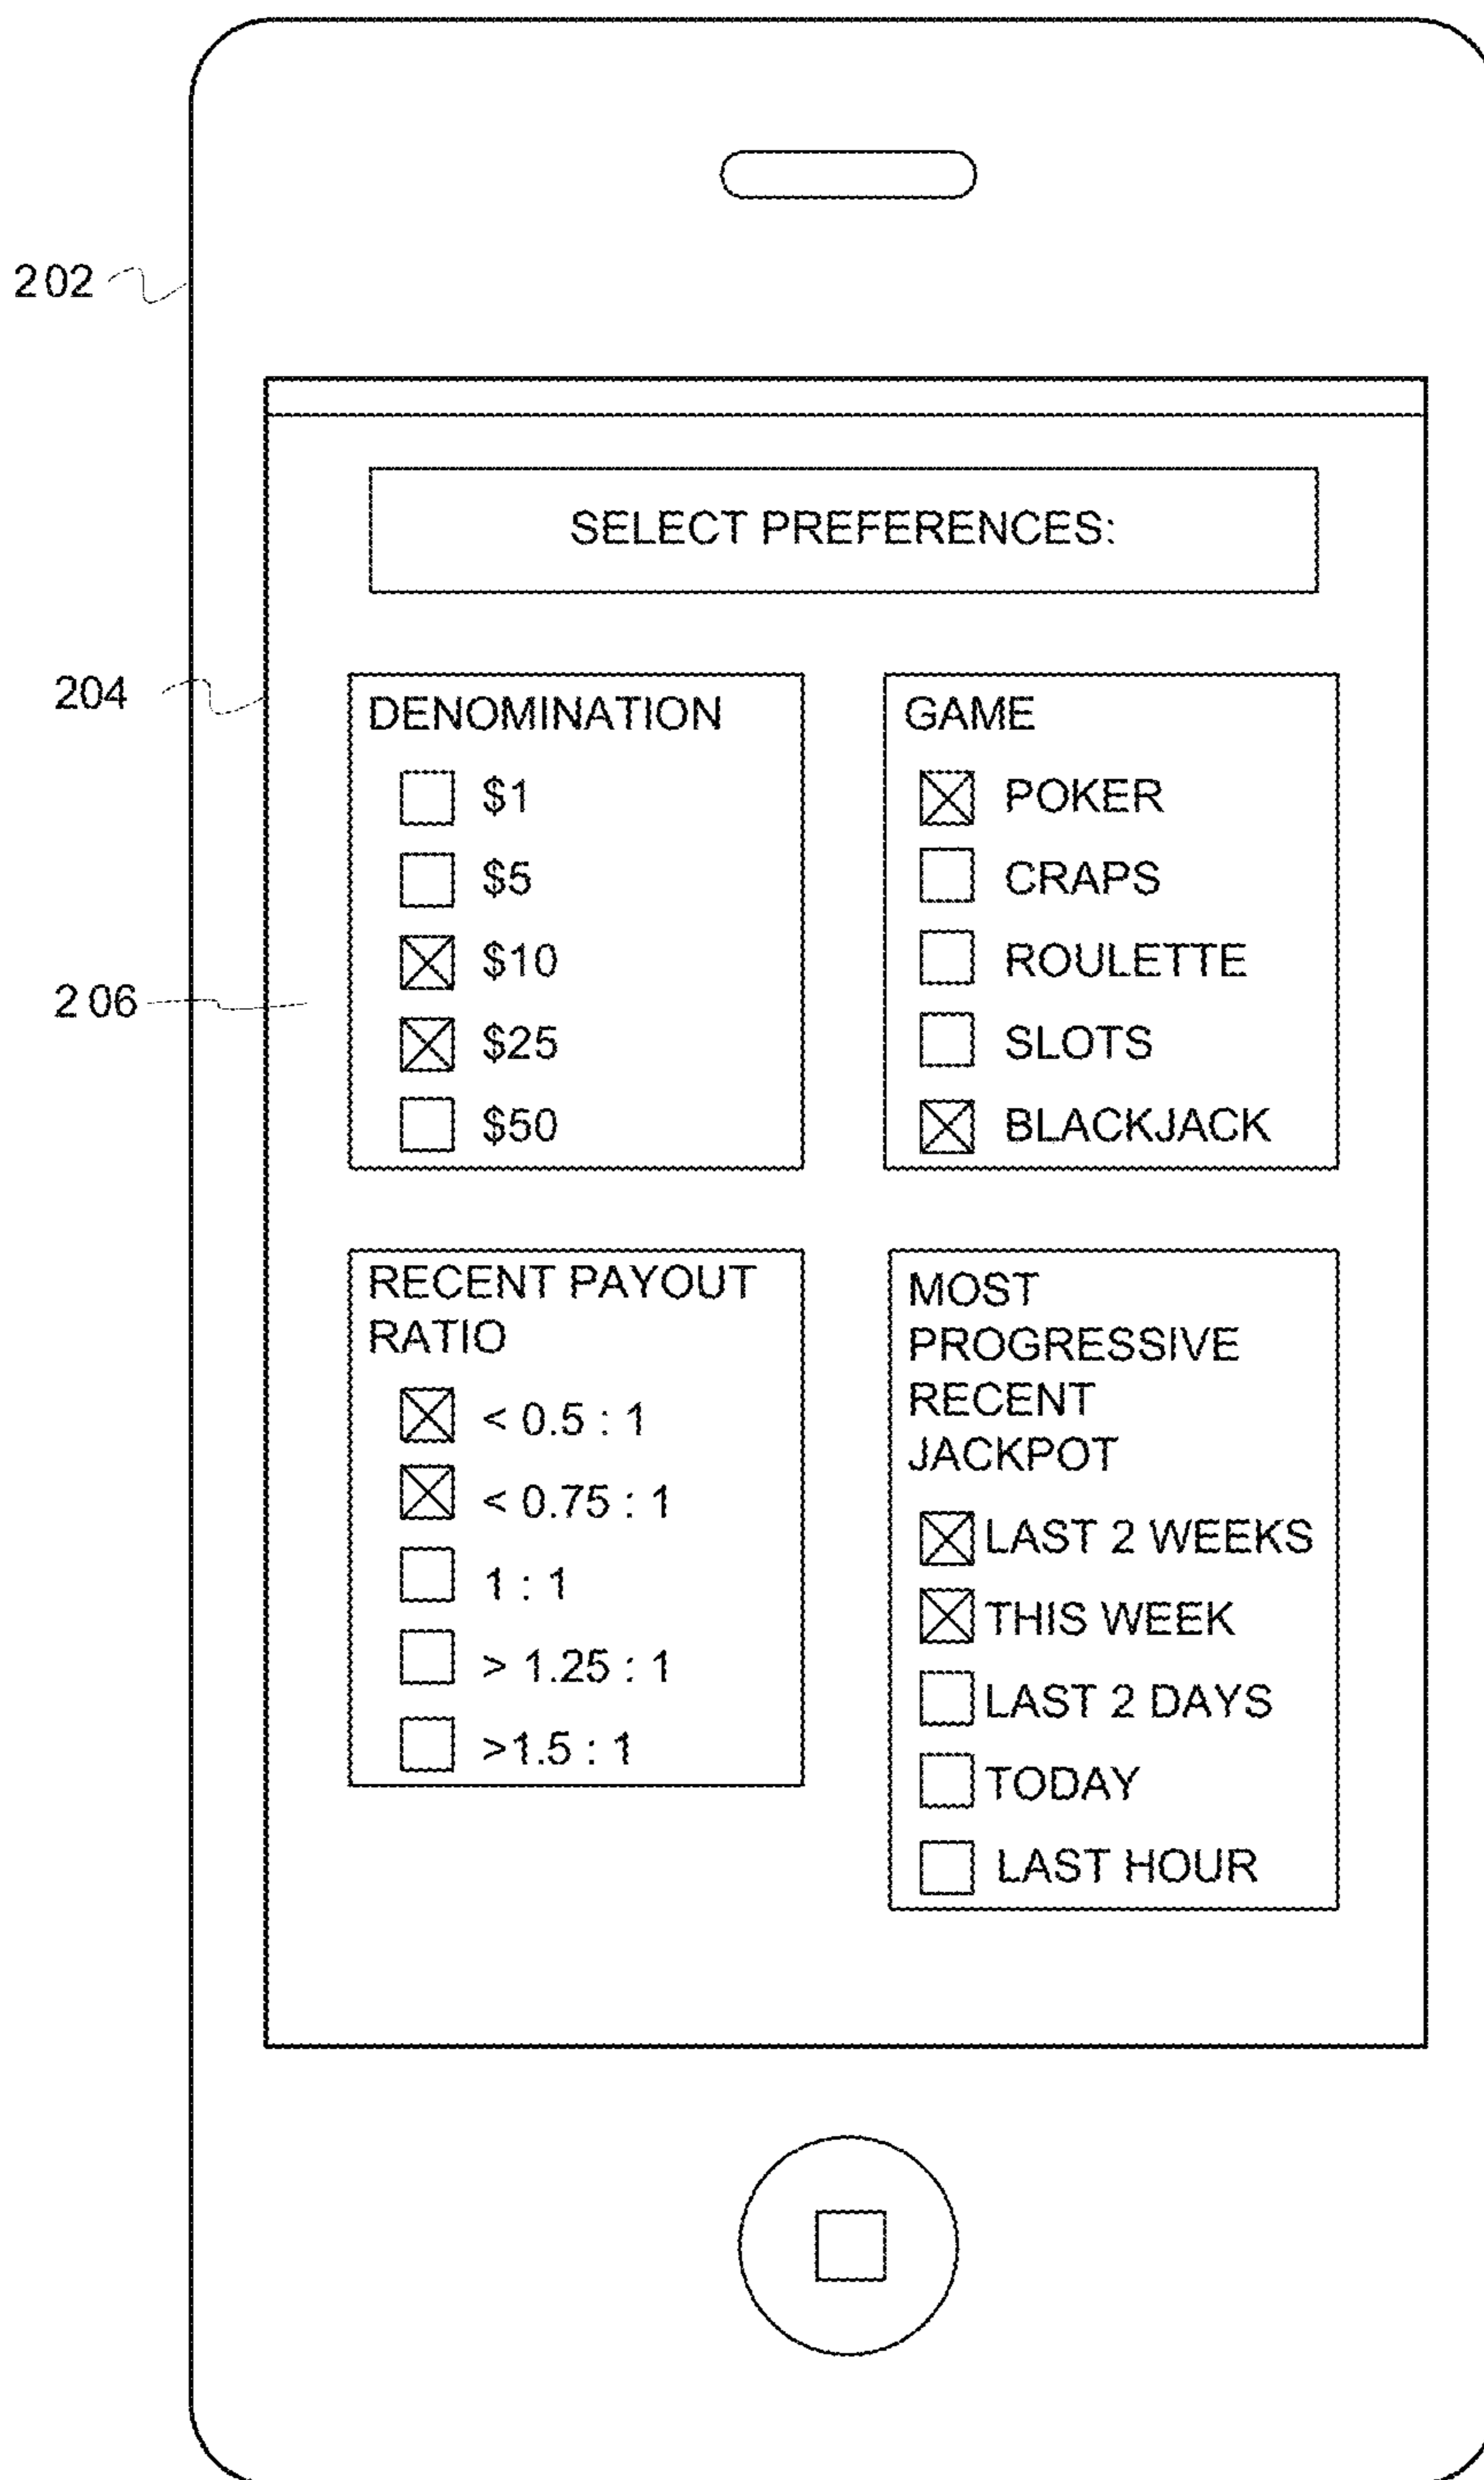 202
SELECT PREFERENCES:
204
DENOMINATION
$1
$5
$10
$25
$50
206
GAME
POKER
CRAPS
ROULETTE
SLOTS
BLACKJACK
RECENT PAYOUT
RATIO
< 0.5 : 1
< 0.75 : 1
1 : 1
> 1.25 : 1
>1.5 : 1
MOST
PROGRESSIVE
RECENT
JACKPOT
LAST 2 WEEKS
THIS WEEK
LAST 2 DAYS
TODAY
LAST HOUR